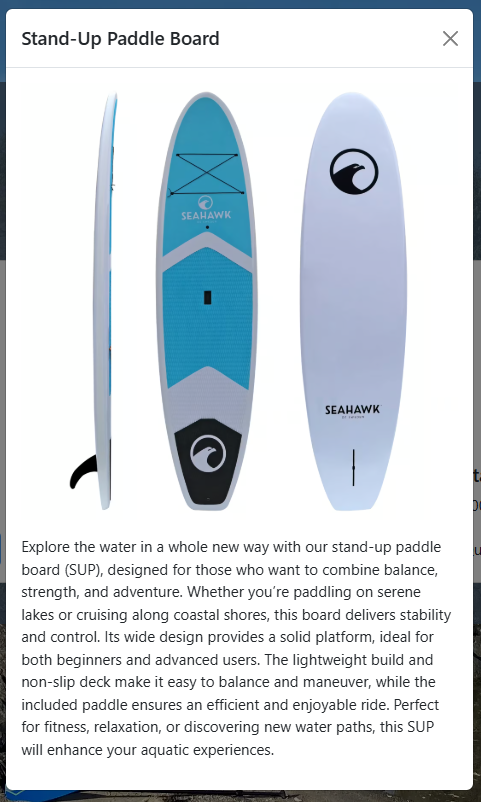 Stand-Up Paddle Board
SEAHAWK
SEAHAWK
Explore the water in a whole new way with our stand-up paddle
board (SUP), designed for those who want to combine balance,
strength, and adventure. Whether you’re paddling on serene
lakes or cruising along coastal shores, this board delivers stability
and control. Its wide design provides a solid platform, ideal for
both beginners and advanced users. The lightweight build and
non-slip deck make it easy to balance and maneuver, while the
included paddle ensures an efficient and enjoyable ride. Perfect
for fitness, relaxation, or discovering new water paths, this SUP
will enhance your aquatic experiences.